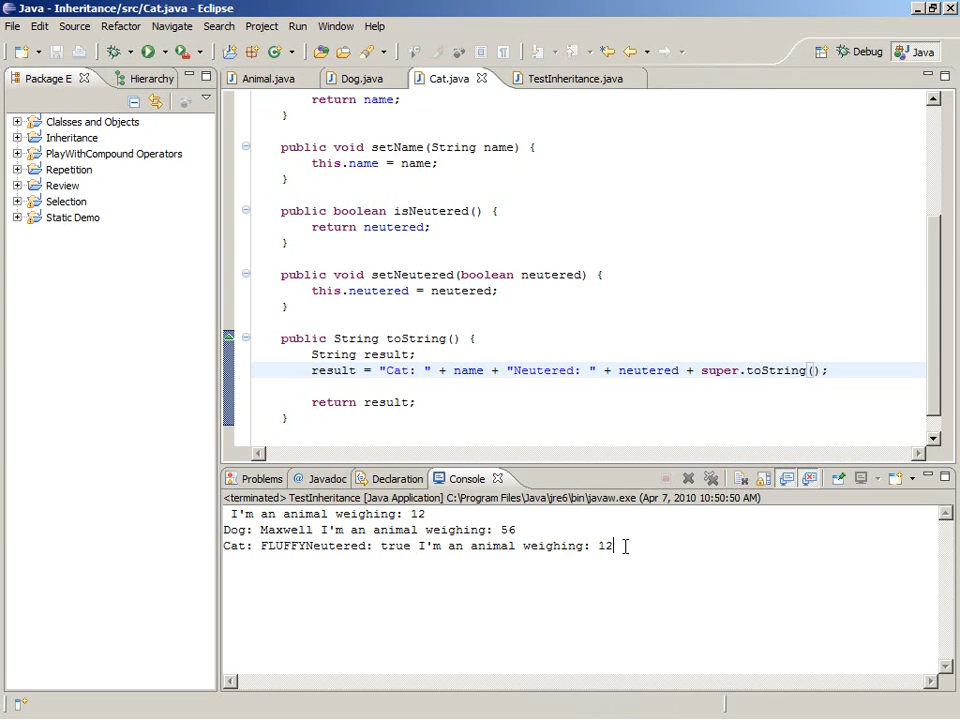 Java - Inheritance/src/Cat.java - Eclipse
File Edit Source Refactor Navigate Search Project Run Window Help
Debug Java
Package E Hierarchy
Animal.java Dog.java Cat.java TestInheritance.java
Classes and Objects
Inheritance
PlayWithCompound Operators
Repetition
Review
Selection
Static Demo
return name;
}
public void setName(String name) {
this.name = name;
}
public boolean isNeutered() {
return neutered;
}
public void setNeutered(boolean neutered) {
this.neutered = neutered;
}
public String toString() {
String result;
result = "Cat: " + name + "Neutered: " + neutered + super.toString();
return result;
}
Problems @ Javadoc Declaration Console
<terminated> TestInheritance [Java Application] C:\Program Files\Java\jre6\bin\javaw.exe (Apr 7, 2010 10:50:50 AM)
I'm an animal weighing: 12
Dog: Maxwell I'm an animal weighing: 56
Cat: FLUFFYNeutered: true I'm an animal weighing: 12